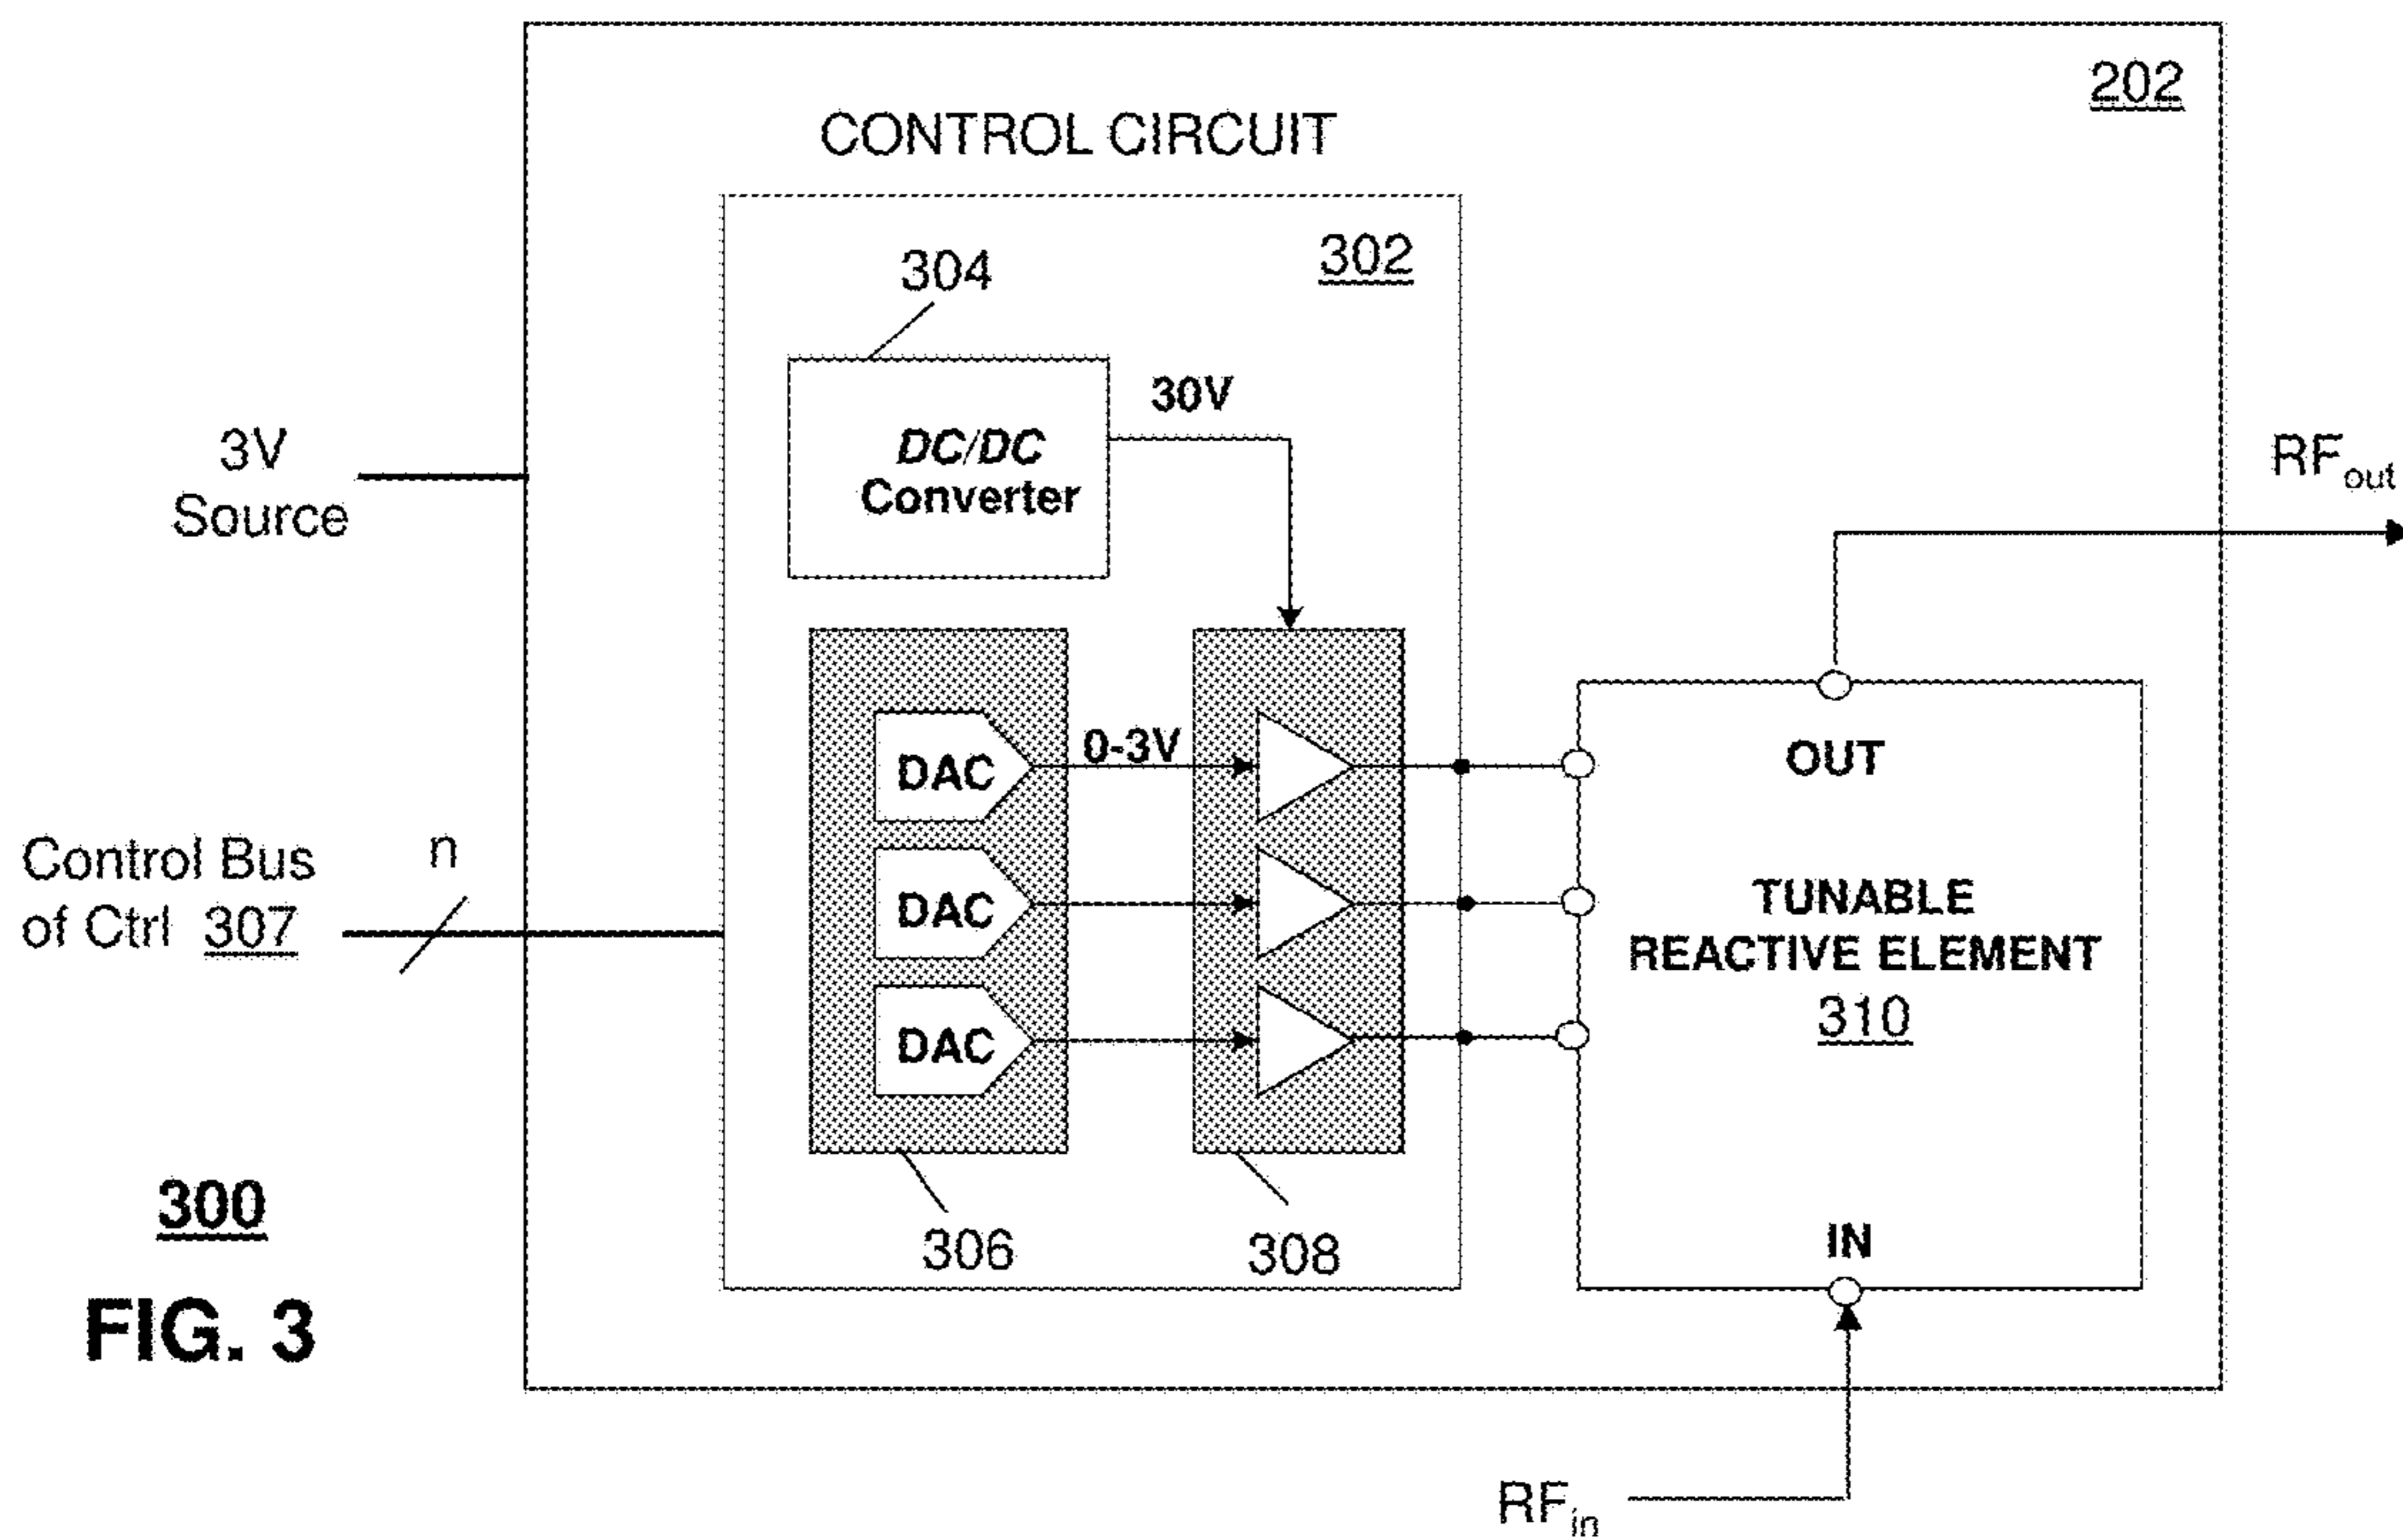 202
CONTROL CIRCUIT
302
304
30V
DC/DC
Converter
3V
Source
RFout
0-3V
DAC
DAC
DAC
OUT
TUNABLE
REACTIVE ELEMENT
310
IN
Control Bus
of Ctrl 307
n
306
308
300
FIG. 3
RFin